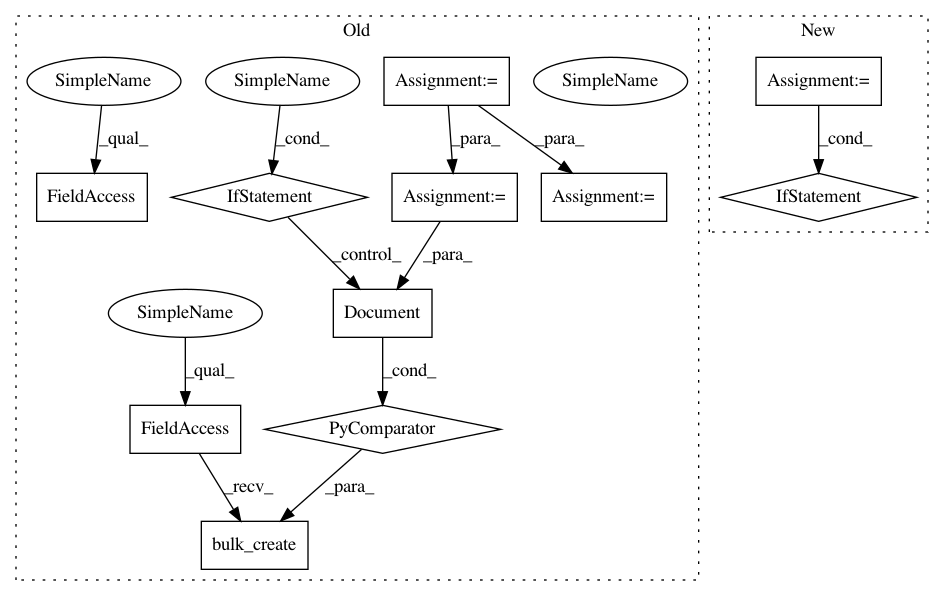 Old
New
SimpleName
SimpleName
Assignment:=
SimpleName
Assignment:=
_qual_
_cond_
_para_
_para_
_cond_
FieldAccess
IfStatement
Assignment:=
Assignment:=
IfStatement
_control_
_para_
SimpleName
Document
_qual_
_cond_
FieldAccess
PyComparator
_recv_
_para_
bulk_create